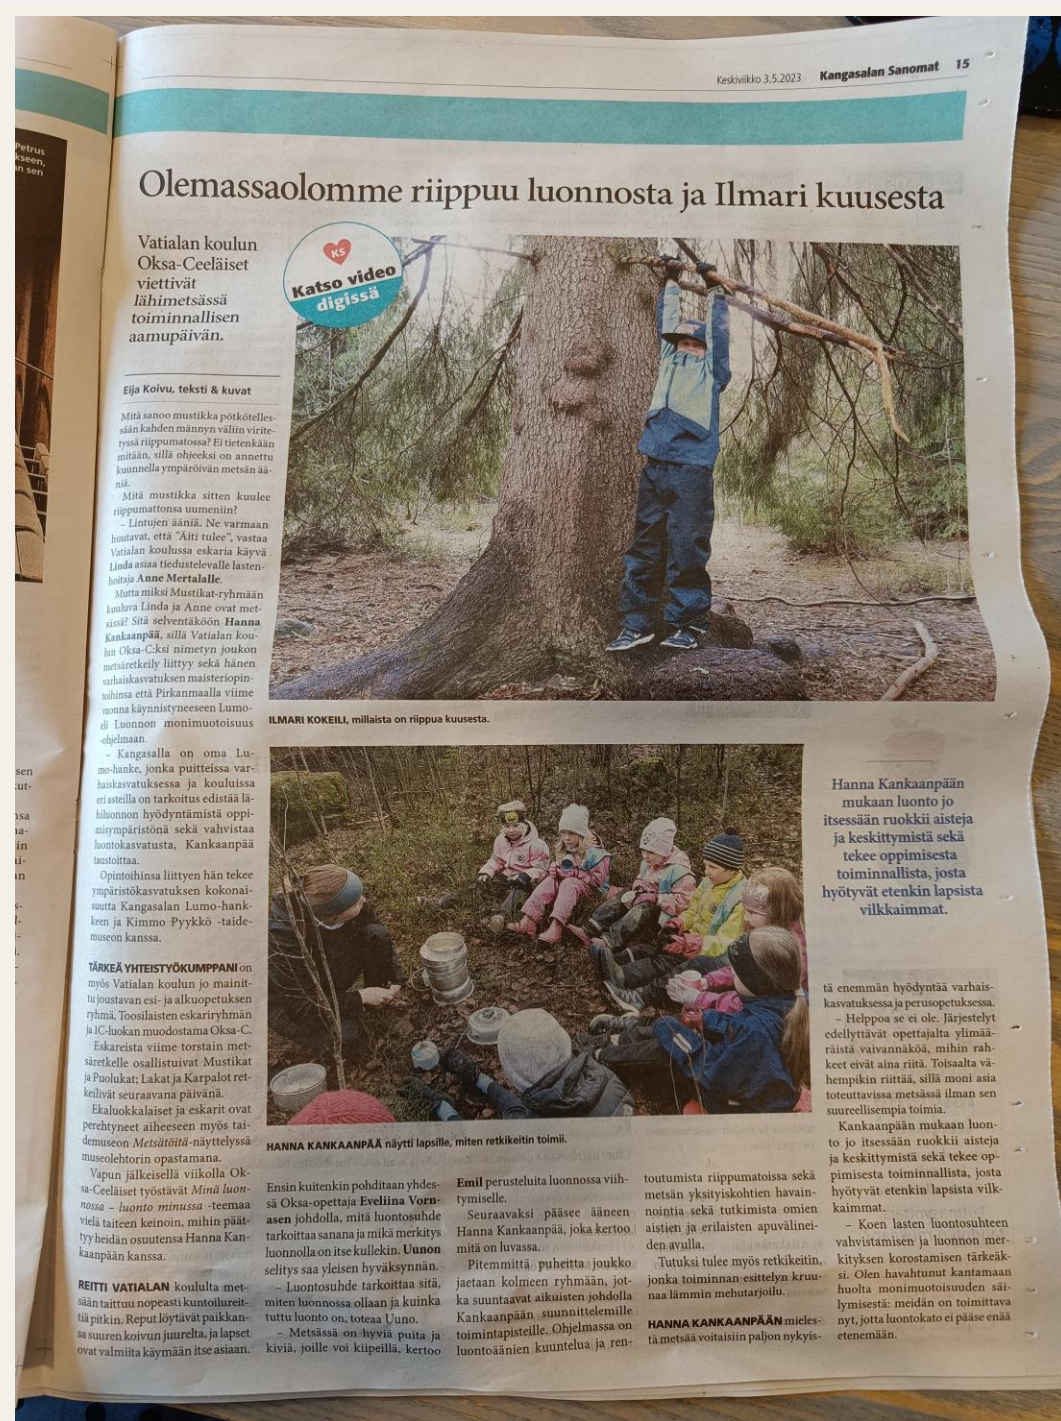 Petrus
kseen,
n sen
sen
kut-
nsa
na-
in
ni-
an
s-
l-
i-
i.
-
Keskiviikko 3.5.2023 Kangasalan Sanomat 15
Olemassaolomme riippuu luonnosta ja Ilmari kuusesta
Vatialan koulun
Oksa-Ceeläiset
viettivät
lähimetsässä
toiminnallisen
aamupäivän.
KS
Katso video
digissä
Eija Koivu, teksti & kuvat
Mitä sanoo mustikka pötkötelles-
sään kahden männyn väliin virite-
tyssä riippumatossa? Ei tietenkään
mitään, sillä ohjeeksi on annettu
kuunnella ympäröivän metsän ää-
niä.
Mitä mustikka sitten kuulee
riippumattonsa uumeniin?
– Lintujen ääniä. Ne varmaan
huutavat, että "Äiti tulee", vastaa
Vatialan koulussa eskaria käyvä
Linda asiaa tiedustelevalle lasten-
hoitaja Anne Mertalalle.
Mutta miksi Mustikat-ryhmään
kuuluva Linda ja Anne ovat met-
sässä? Sitä selventäköön Hanna
Kankaanpää, sillä Vatialan kou-
lun Oksa-C:ksi nimetyn joukon
metsäretkeily liittyy sekä hänen
varhaiskasvatuksen maisteriopin-
toihinsa että Pirkanmaalla viime
vuonna käynnistyneeseen Lumo-
eli Luonnon monimuotoisuus
-ohjelmaan.
– Kangasalla on oma Lu-
mo-hanke, jonka puitteissa var-
haiskasvatuksessa ja kouluissa
eri asteilla on tarkoitus edistää lä-
hiluonnon hyödyntämistä oppi-
misympäristönä sekä vahvistaa
luontokasvatusta, Kankaanpää
taustoittaa.
Opintoihinsa liittyen hän tekee
ympäristökasvatuksen kokonai-
suutta Kangasalan Lumo-hank-
keen ja Kimmo Pyykkö -taide-
museon kanssa.
TÄRKEÄ YHTEISTYÖKUMPPANI on
myös Vatialan koulun jo mainit-
tu joustavan esi- ja alkuopetuksen
ryhmä, Toosilaisten eskariryhmän
ja 1C-luokan muodostama Oksa-C.
Eskareista viime torstain met-
säretkelle osallistuivat Mustikat
ja Puolukat; Lakat ja Karpalot ret-
keilivät seuraavana päivänä.
Ekaluokkalaiset ja eskarit ovat
perehtyneet aiheeseen myös tai-
demuseon Metsätöitä-näyttelyssä
museolehtorin opastamana.
Vapun jälkeisellä viikolla Ok-
sa-Ceeläiset työstävät Minä luon-
nossa – luonto minussa -teemaa
vielä taiteen keinoin, mihin päät-
tyy heidän osuutensa Hanna Kan-
kaanpään kanssa.
REITTI VATIALAN koululta met-
sään taittuu nopeasti kuntoilureit-
tiä pitkin. Reput löytävät paikkan-
sa suuren koivun juurelta, ja lapset
ovat valmiita käymään itse asiaan.
ILMARI KOKEILI, millaista on riippua kuusesta.
HANNA KANKAANPÄÄ näytti lapsille, miten retkikeitin toimii.
Ensin kuitenkin pohditaan yhdes-
sä Oksa-opettaja Eveliina Vorn-
asen johdolla, mitä luontosuhde
tarkoittaa sanana ja mikä merkitys
luonnolla on itse kullekin. Uunon
selitys saa yleisen hyväksynnän.
– Luontosuhde tarkoittaa sitä,
miten luonnossa ollaan ja kuinka
tuttu luonto on, toteaa Uuno.
– Metsässä on hyviä puita ja
kiviä, joille voi kiipeillä, kertoo
Emil perusteluita luonnossa viih-
tymiselle.
Seuraavaksi pääsee ääneen
Hanna Kankaanpää, joka kertoo
mitä on luvassa.
Pitemmittä puheitta joukko
jaetaan kolmeen ryhmään, jot-
ka suuntaavat aikuisten johdolla
Kankaanpään suunnittelemille
toimintapisteille. Ohjelmassa on
luontoäänien kuuntelua ja ren-
toutumista riippumatoissa sekä
metsän yksityiskohtien havain-
nointia sekä tutkimista omien
aistien ja erilaisten apuvälinei-
den avulla.
Tutuksi tulee myös retkikeitin,
jonka toiminnan esittelyn kruu-
naa lämmin mehutarjoilu.
HANNA KANKAANPÄÄN mieles-
tä metsää voitaisiin paljon nykyis-
Hanna Kankaanpään
mukaan luonto jo
itsessään ruokkii aisteja
ja keskittymistä sekä
tekee oppimisesta
toiminnallista, josta
hyötyvät etenkin lapsista
vilkkaimmat.
tä enemmän hyödyntää varhais-
kasvatuksessa ja perusopetuksessa.
– Helppoa se ei ole. Järjestelyt
edellyttävät opettajalta ylimää-
räistä vaivannäköä, mihin rah-
keet eivät aina riitä. Toisaalta vä-
hempikin riittää, sillä moni asia
toteuttavissa metsässä ilman sen
suureellisempia toimia.
Kankaanpään mukaan luon-
to jo itsessään ruokkii aisteja
ja keskittymistä sekä tekee op-
pimisesta toiminnallista, josta
hyötyvät etenkin lapsista vilk-
kaimmat.
– Koen lasten luontosuhteen
vahvistamisen ja luonnon mer-
kityksen korostamisen tärkeäk-
si. Olen havahtunut kantamaan
huolta monimuotoisuuden säi-
lymisestä: meidän on toimittava
nyt, jotta luontokato ei pääse enää
etenemään.